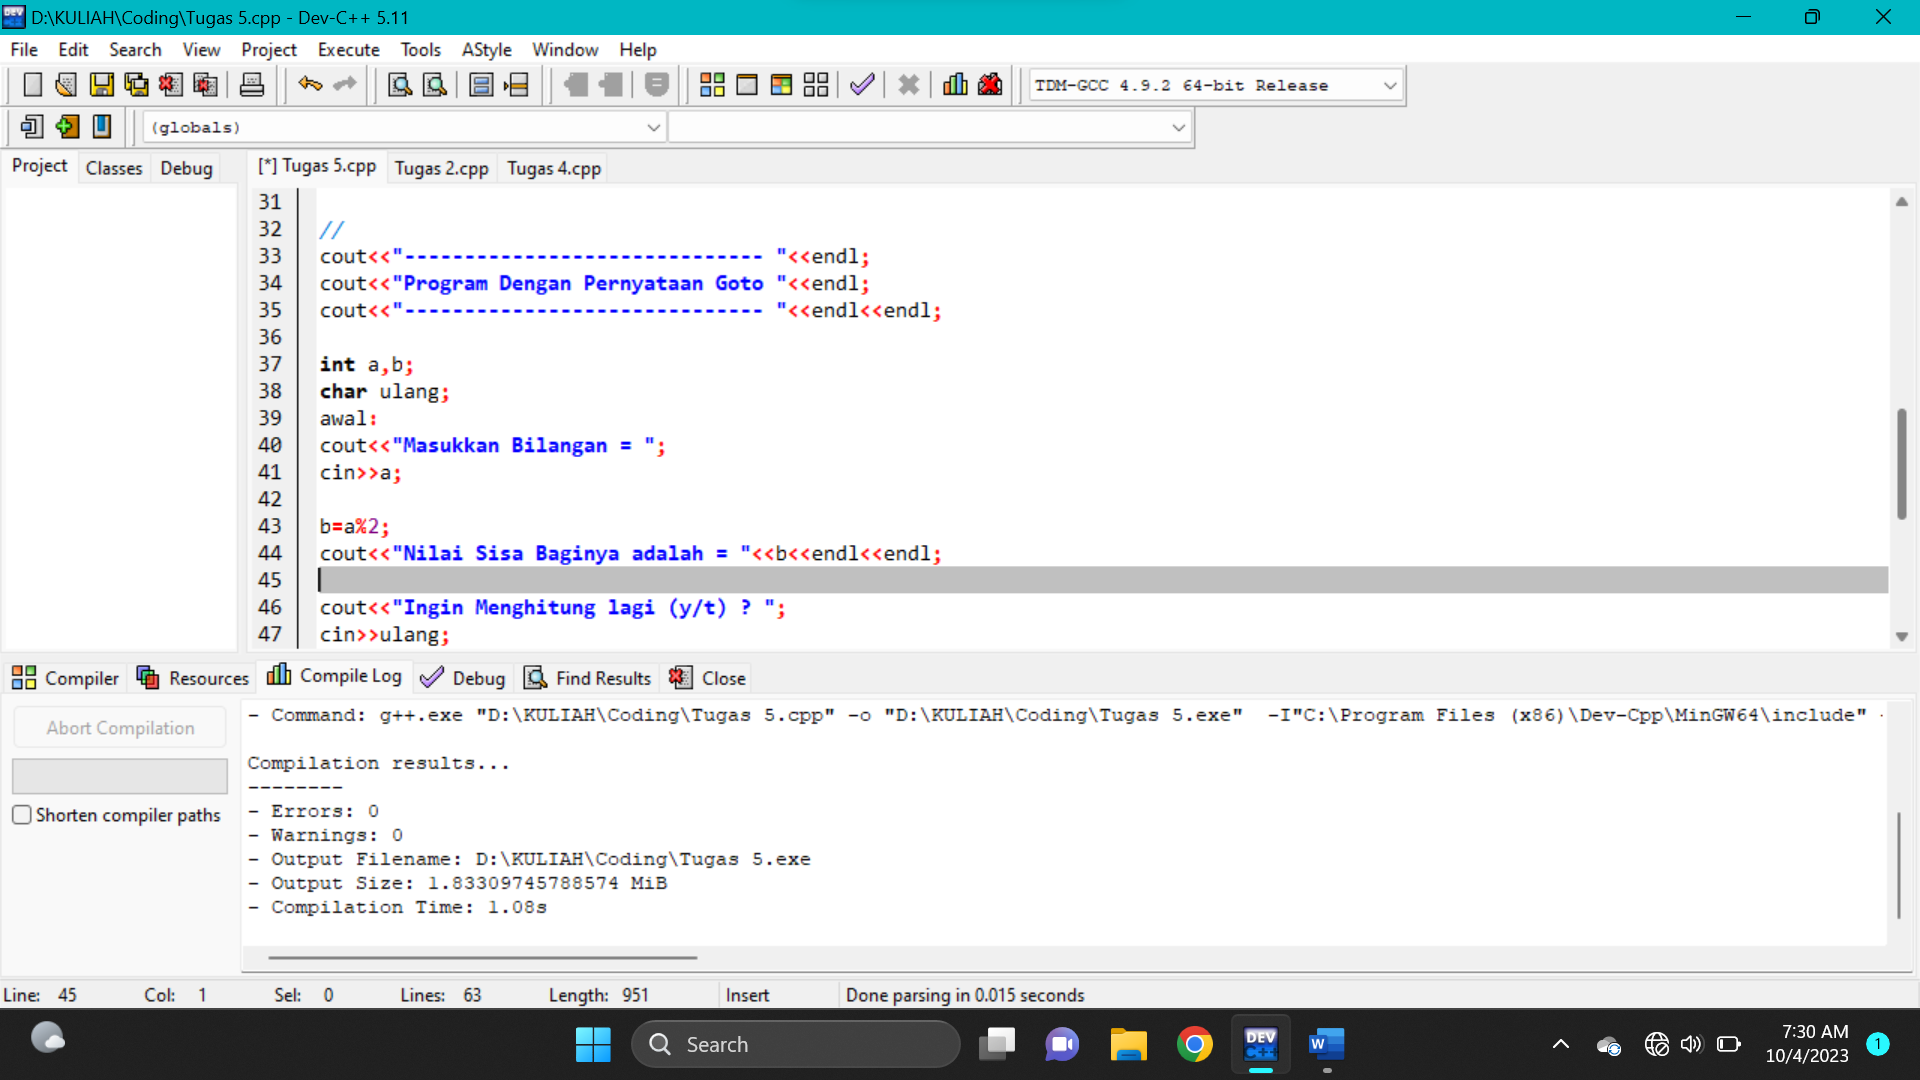 D:\KULIAH\Coding\Tugas 5.cpp - Dev-C++ 5.11
File Edit Search View Project Execute Tools AStyle Window Help
TDM-GCC 4.9.2 64-bit Release
(globals)
Project Classes Debug
[*] Tugas 5.cpp Tugas 2.cpp Tugas 4.cpp
31
32 //
33 cout<<"------------------------------ "<<endl;
34 cout<<"Program Dengan Pernyataan Goto "<<endl;
35 cout<<"------------------------------ "<<endl<<endl;
36
37 int a,b;
38 char ulang;
39 awal:
40 cout<<"Masukkan Bilangan = ";
41 cin>>a;
42
43 b=a%2;
44 cout<<"Nilai Sisa Baginya adalah = "<<b<<endl<<endl;
45
46 cout<<"Ingin Menghitung lagi (y/t) ? ";
47 cin>>ulang;
Compiler Resources Compile Log Debug Find Results Close
Abort Compilation
Shorten compiler paths
- Command: g++.exe "D:\KULIAH\Coding\Tugas 5.cpp" -o "D:\KULIAH\Coding\Tugas 5.exe"  -I"C:\Program Files (x86)\Dev-Cpp\MinGW64\include" -
Compilation results...
--------
- Errors: 0
- Warnings: 0
- Output Filename: D:\KULIAH\Coding\Tugas 5.exe
- Output Size: 1.83309745788574 MiB
- Compilation Time: 1.08s
Line: 45 Col: 1 Sel: 0 Lines: 63 Length: 951 Insert Done parsing in 0.015 seconds
Search
DEV C++
W
7:30 AM
10/4/2023
1